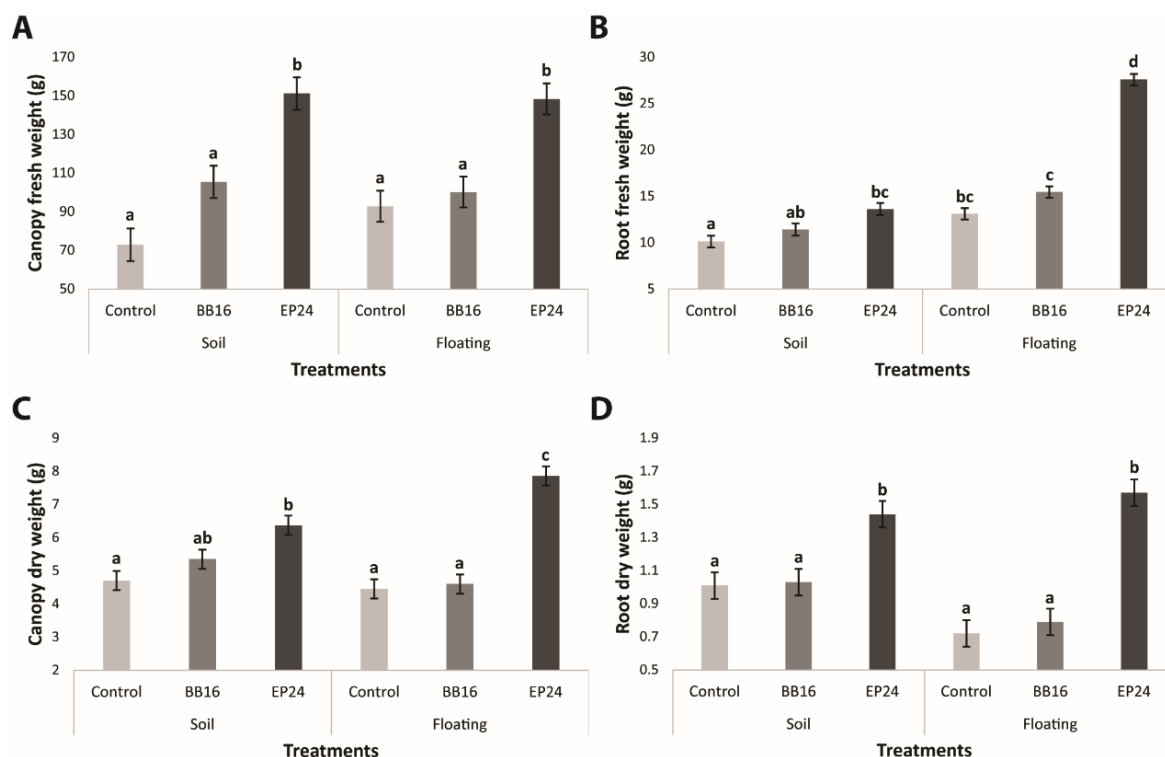 A
Canopy fresh weight (g)
170
150
130
110
90
70
50
a
a
b
a
a
b
Control BB16 EP24 Control BB16 EP24
Soil Floating
Treatments
B
Root fresh weight (g)
30
25
20
15
10
5
a
ab
bc
bc
c
d
Control BB16 EP24 Control BB16 EP24
Soil Floating
Treatments
C
Canopy dry weight (g)
9
8
7
6
5
4
3
2
a
ab
b
a
a
c
Control BB16 EP24 Control BB16 EP24
Soil Floating
Treatments
D
Root dry weight (g)
1.9
1.7
1.5
1.3
1.1
0.9
0.7
0.5
a
a
b
a
a
b
Control BB16 EP24 Control BB16 EP24
Soil Floating
Treatments